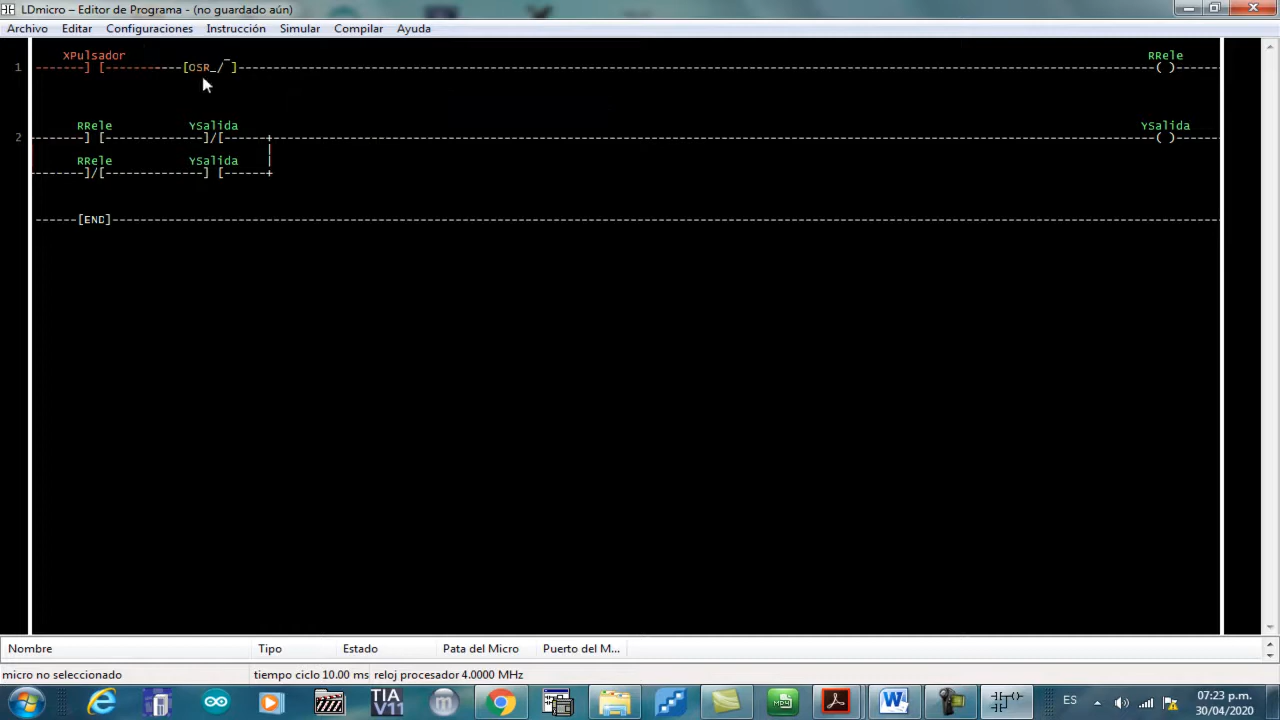 LDmicro – Editor de Programa - (no guardado aún)
Archivo Editar Configuraciones Instrucción Simular Compilar Ayuda
XPulsador RRele
1 -------] [-----------[OSR_/‾]-----( )-----
RRele YSalida YSalida
2 -------] [-------------]/[------+-----( )-----
RRele YSalida
-------]/[-------------] [------+
------[END]------
Nombre Tipo Estado Pata del Micro Puerto del M...
micro no seleccionado tiempo ciclo 10.00 ms reloj procesador 4.0000 MHz
TIA V11 m MP4 W ES 07:23 p.m.
30/04/2020